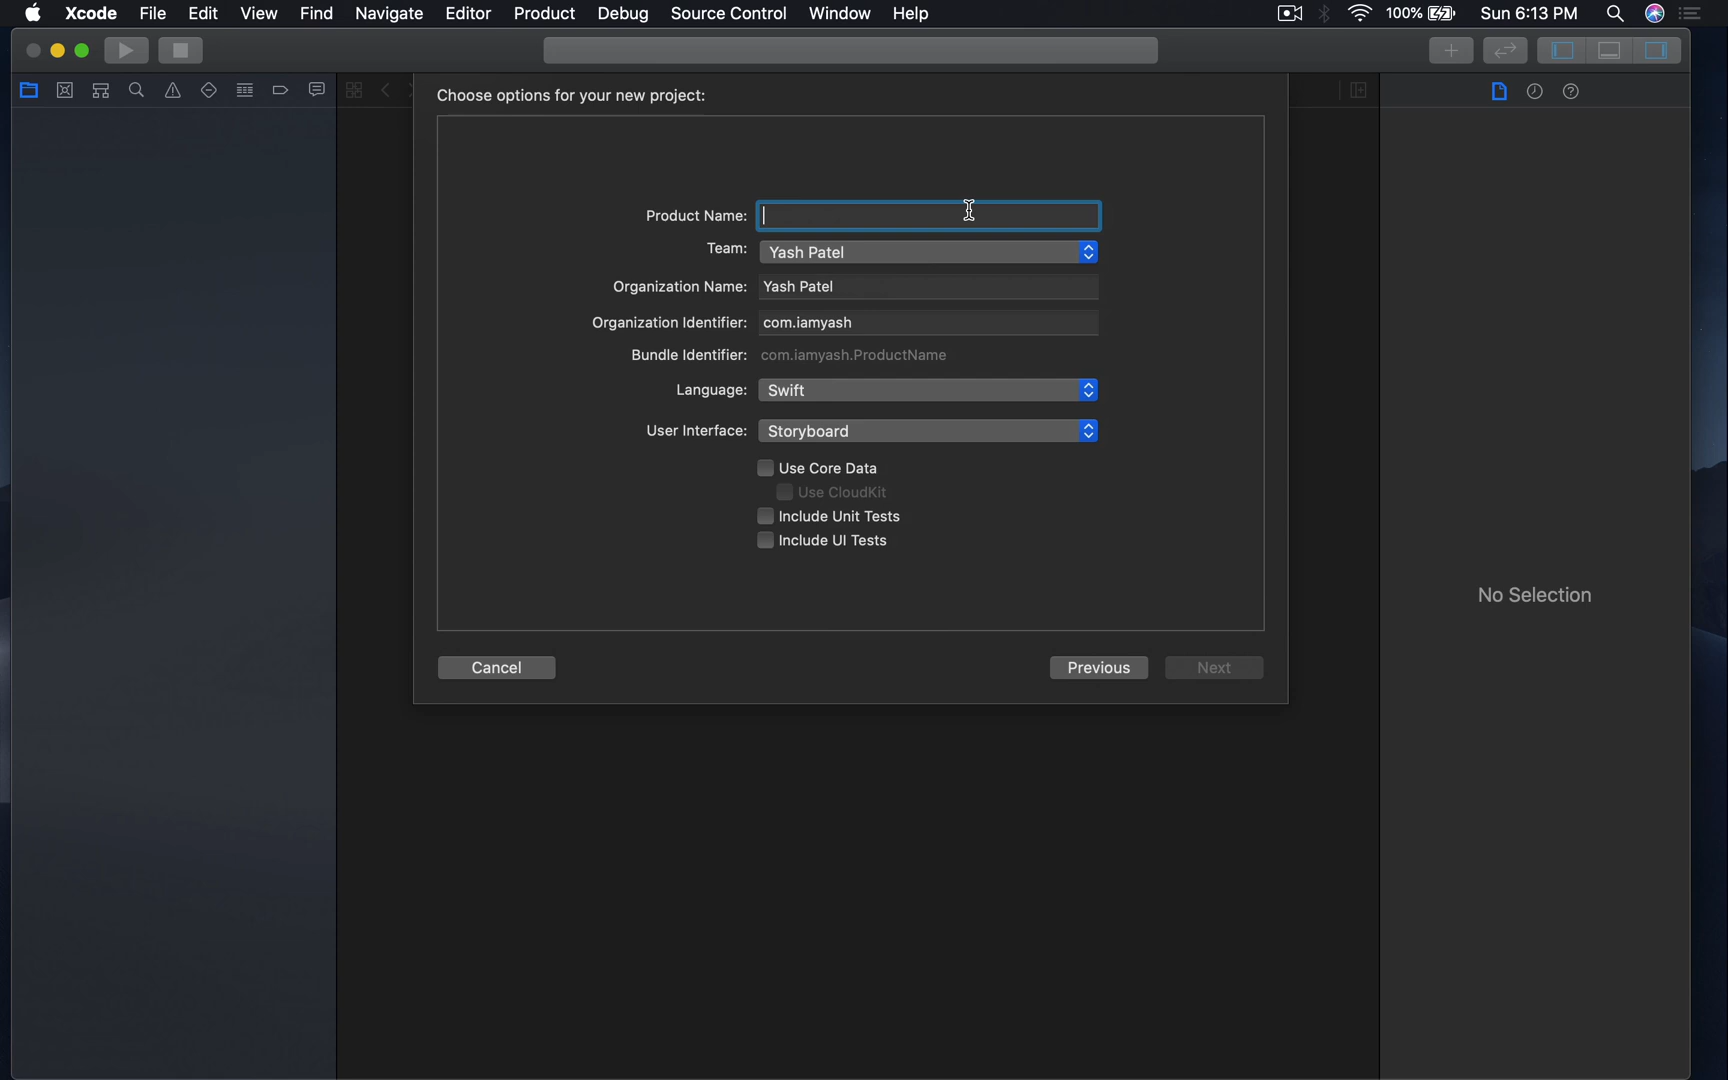 Xcode File Edit View Find Navigate Editor Product Debug Source Control Window Help 100% Sun 6:13 PM
Choose options for your new project:
Product Name:
Team: Yash Patel
Organization Name: Yash Patel
Organization Identifier: com.iamyash
Bundle Identifier: com.iamyash.ProductName
Language: Swift
User Interface: Storyboard
Use Core Data
Use CloudKit
Include Unit Tests
Include UI Tests
No Selection
Cancel Previous Next